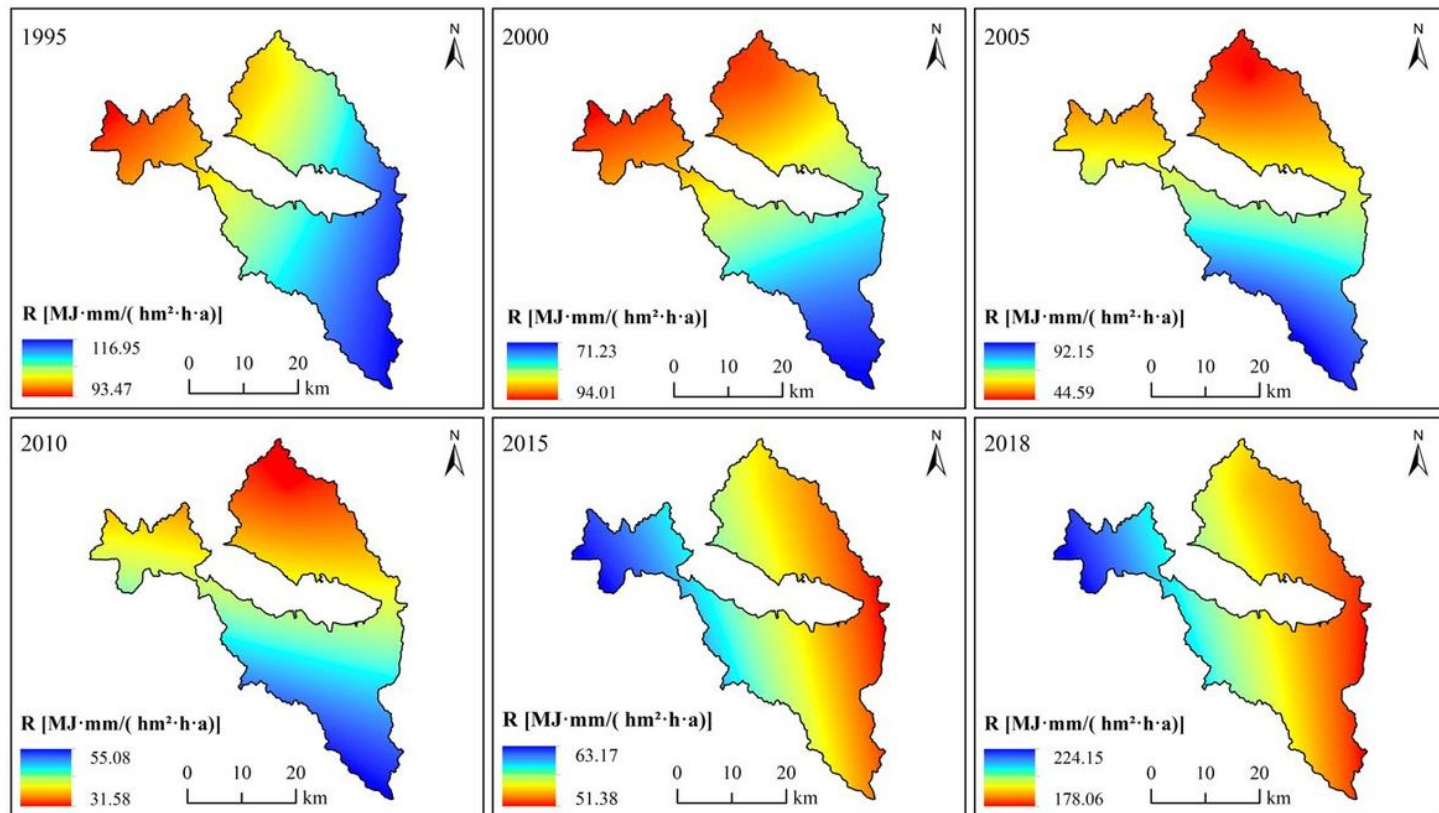 1995
N
R [MJ·mm/( hm²·h·a)]
116.95
93.47
0 10 20
km
2000
N
R [MJ·mm/( hm²·h·a)]
71.23
94.01
0 10 20
km
2005
N
R [MJ·mm/( hm²·h·a)]
92.15
44.59
0 10 20
km
2010
N
R [MJ·mm/( hm²·h·a)]
55.08
31.58
0 10 20
km
2015
N
R [MJ·mm/( hm²·h·a)]
63.17
51.38
0 10 20
km
2018
N
R [MJ·mm/( hm²·h·a)]
224.15
178.06
0 10 20
km